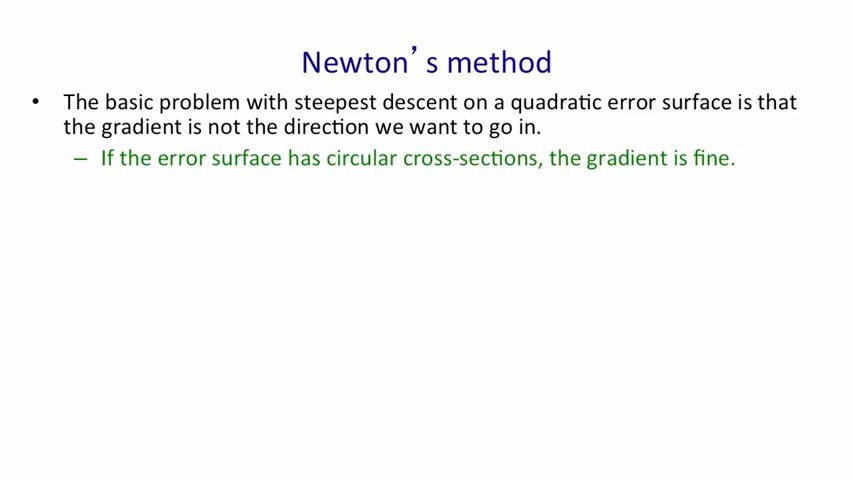 Newton’s method
• The basic problem with steepest descent on a quadratic error surface is that
the gradient is not the direction we want to go in.
– If the error surface has circular cross-sections, the gradient is fine.